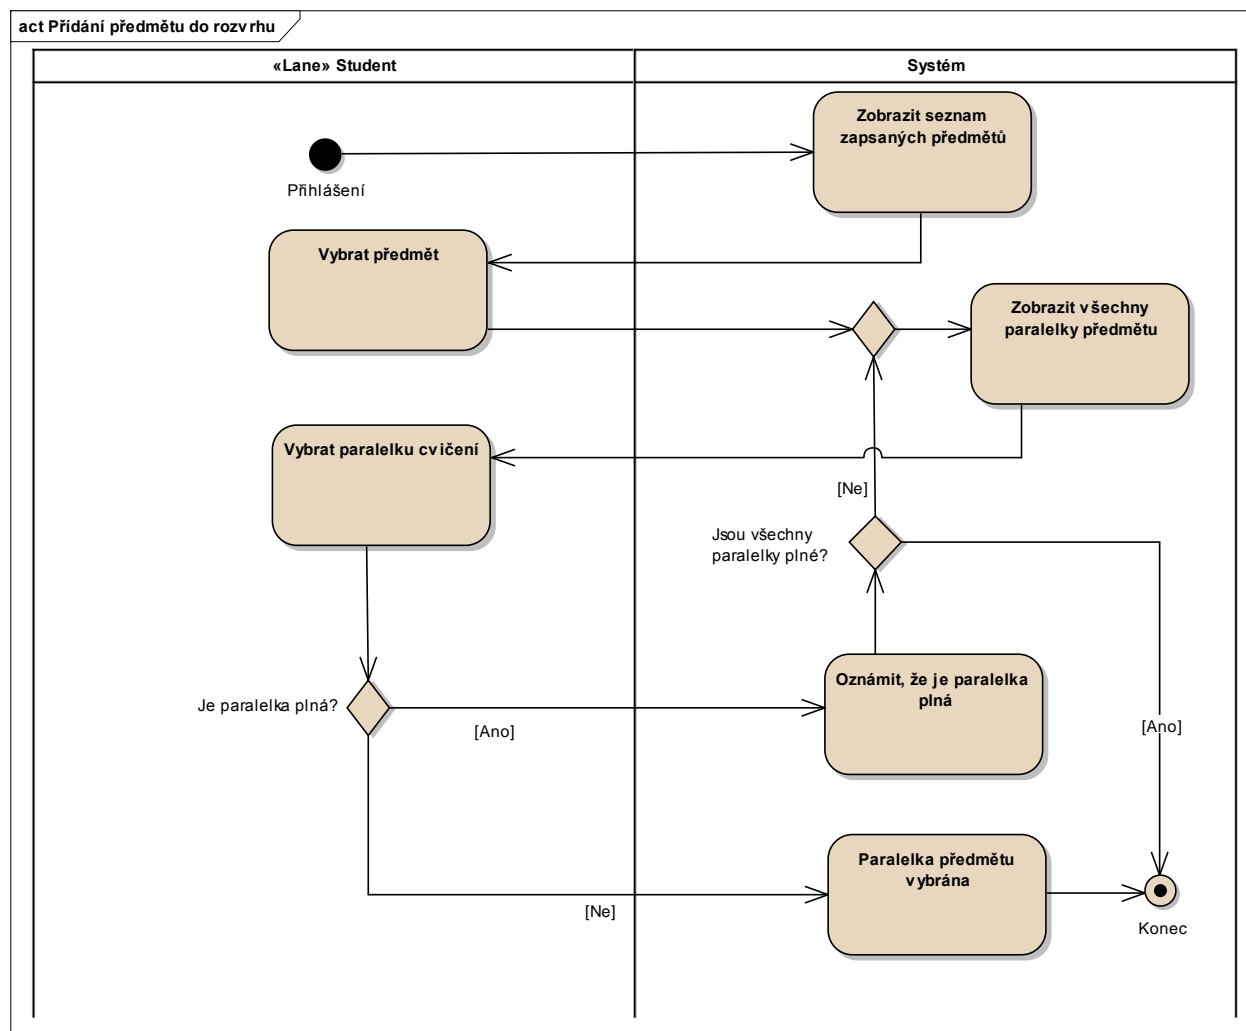 act Přídání předmětu do rozvrhu
«Lane» Student
Systém
Zobrazit seznam
zapsaných předmětů
Přihlášení
Vybrat předmět
Zobrazit všechny
paralelky předmětu
Vybrat paralelku cvičení
[Ne]
Jsou všechny
paralelky plné?
Oznámit, že je paralelka
plná
Je paralelka plná?
[Ano]
[Ano]
Paralelka předmětu
vybrána
[Ne]
Konec